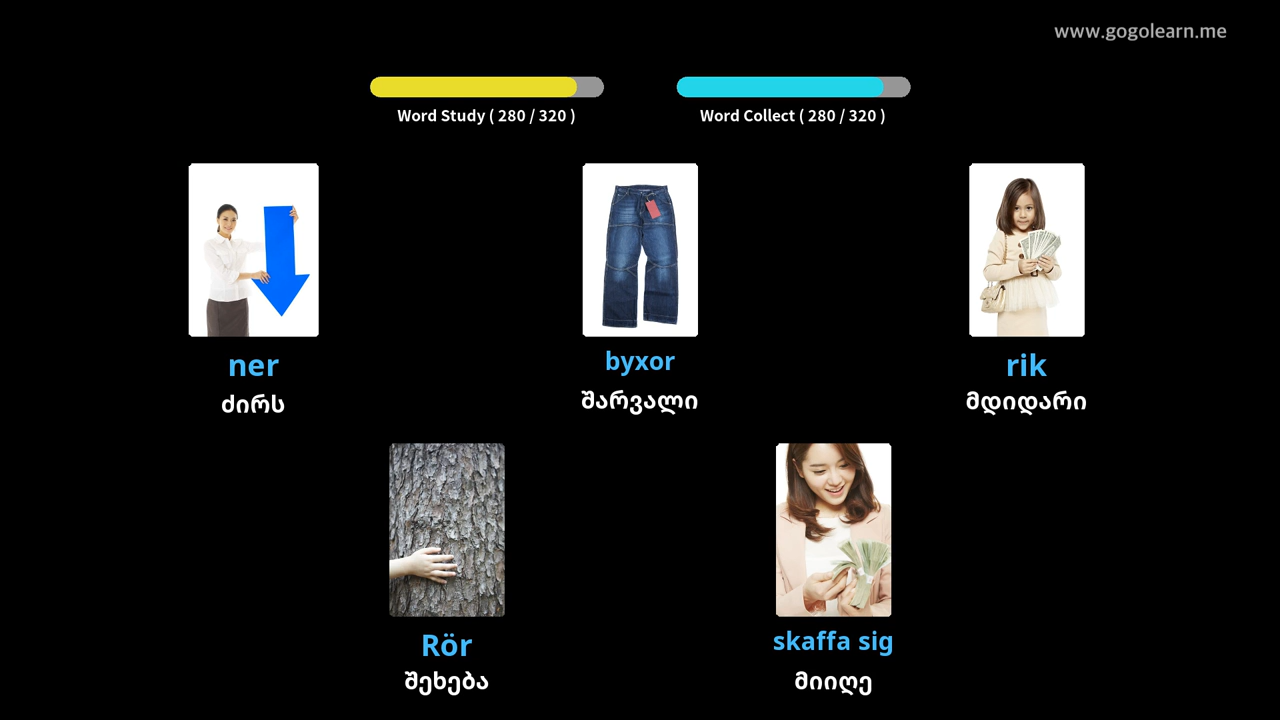 www.gogolearn.me
Word Study ( 280 / 320 )
Word Collect ( 280 / 320 )
ner
ძირს
byxor
შარვალი
rik
მდიდარი
Rör
შეხება
skaffa sig
მიიღე